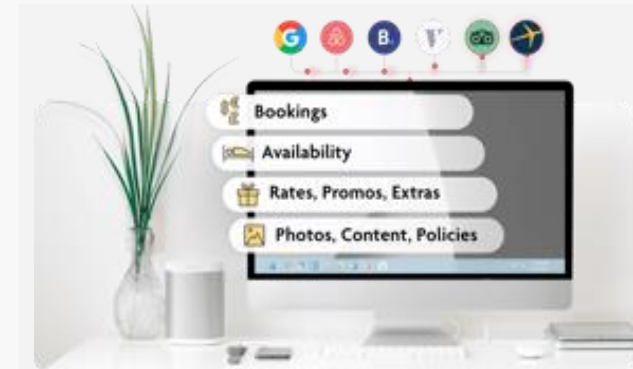 G
B.
V
Bookings
Availability
Rates, Promos, Extras
Photos, Content, Policies